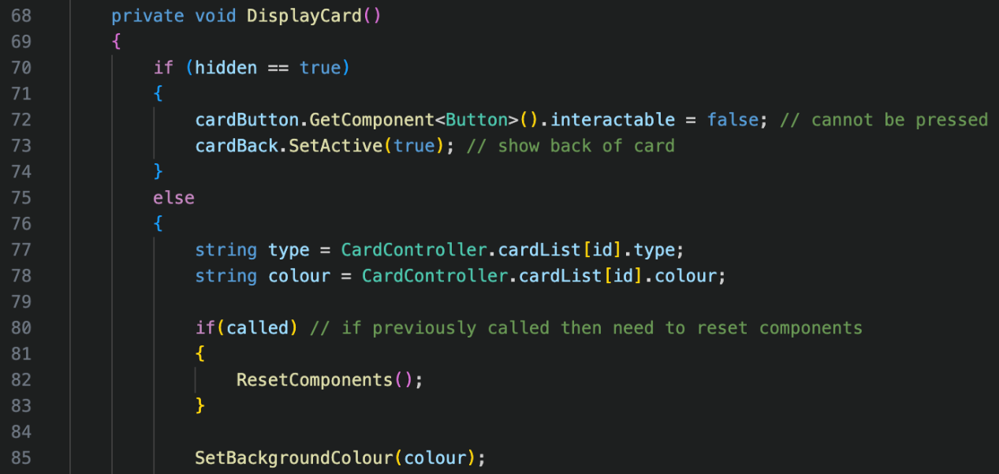 68 private void DisplayCard()
69 {
70 if (hidden == true)
71 {
72 cardButton.GetComponent<Button>().interactable = false; // cannot be pressed
73 cardBack.SetActive(true); // show back of card
74 }
75 else
76 {
77 string type = CardController.cardList[id].type;
78 string colour = CardController.cardList[id].colour;
79
80 if(called) // if previously called then need to reset components
81 {
82 ResetComponents();
83 }
84
85 SetBackgroundColour(colour);